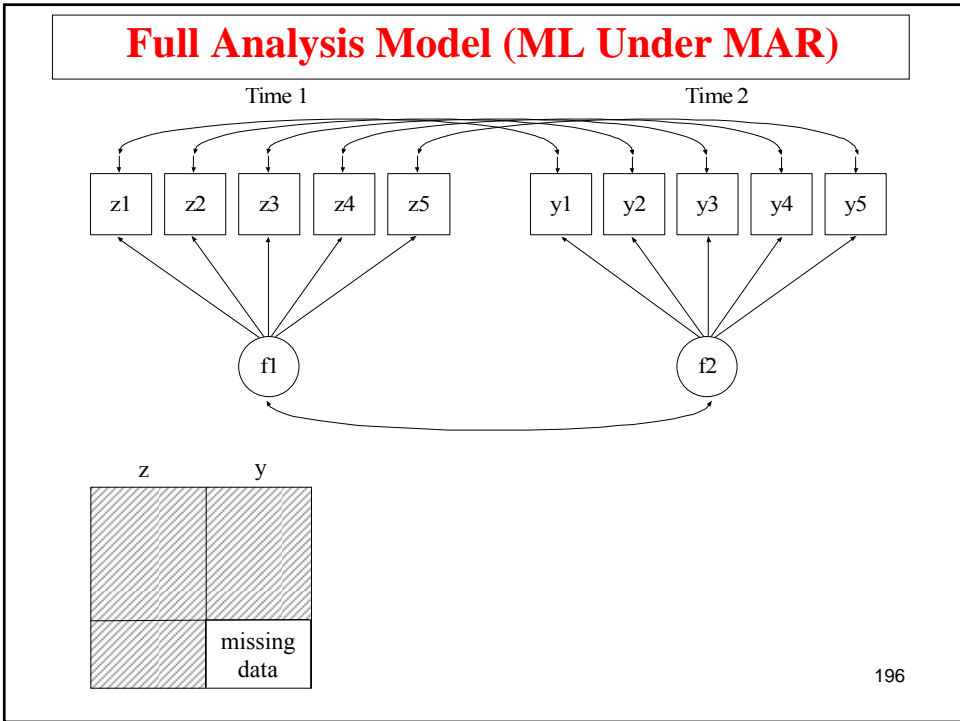 Full Analysis Model (ML Under MAR)
Time 1 Time 2
z1 z2 z3 z4 z5 y1 y2 y3 y4 y5
f1 f2
z y
missing
data
196